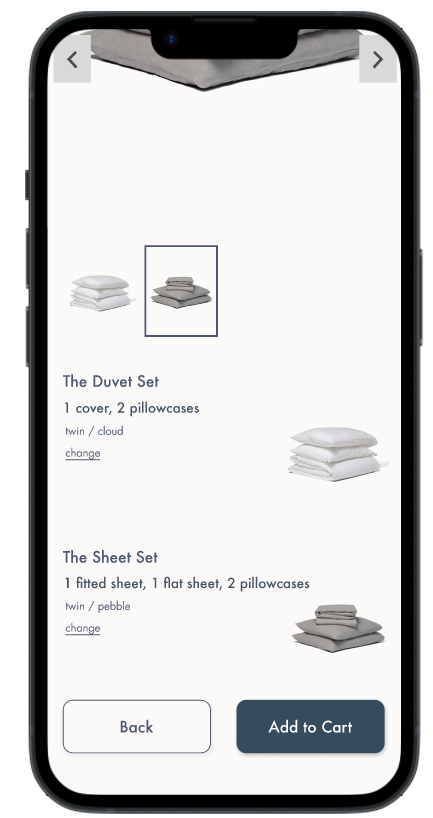 The Duvet Set
1 cover, 2 pillowcases
twin / cloud
change
The Sheet Set
1 fitted sheet, 1 flat sheet, 2 pillowcases
twin / pebble
change
Back
Add to Cart